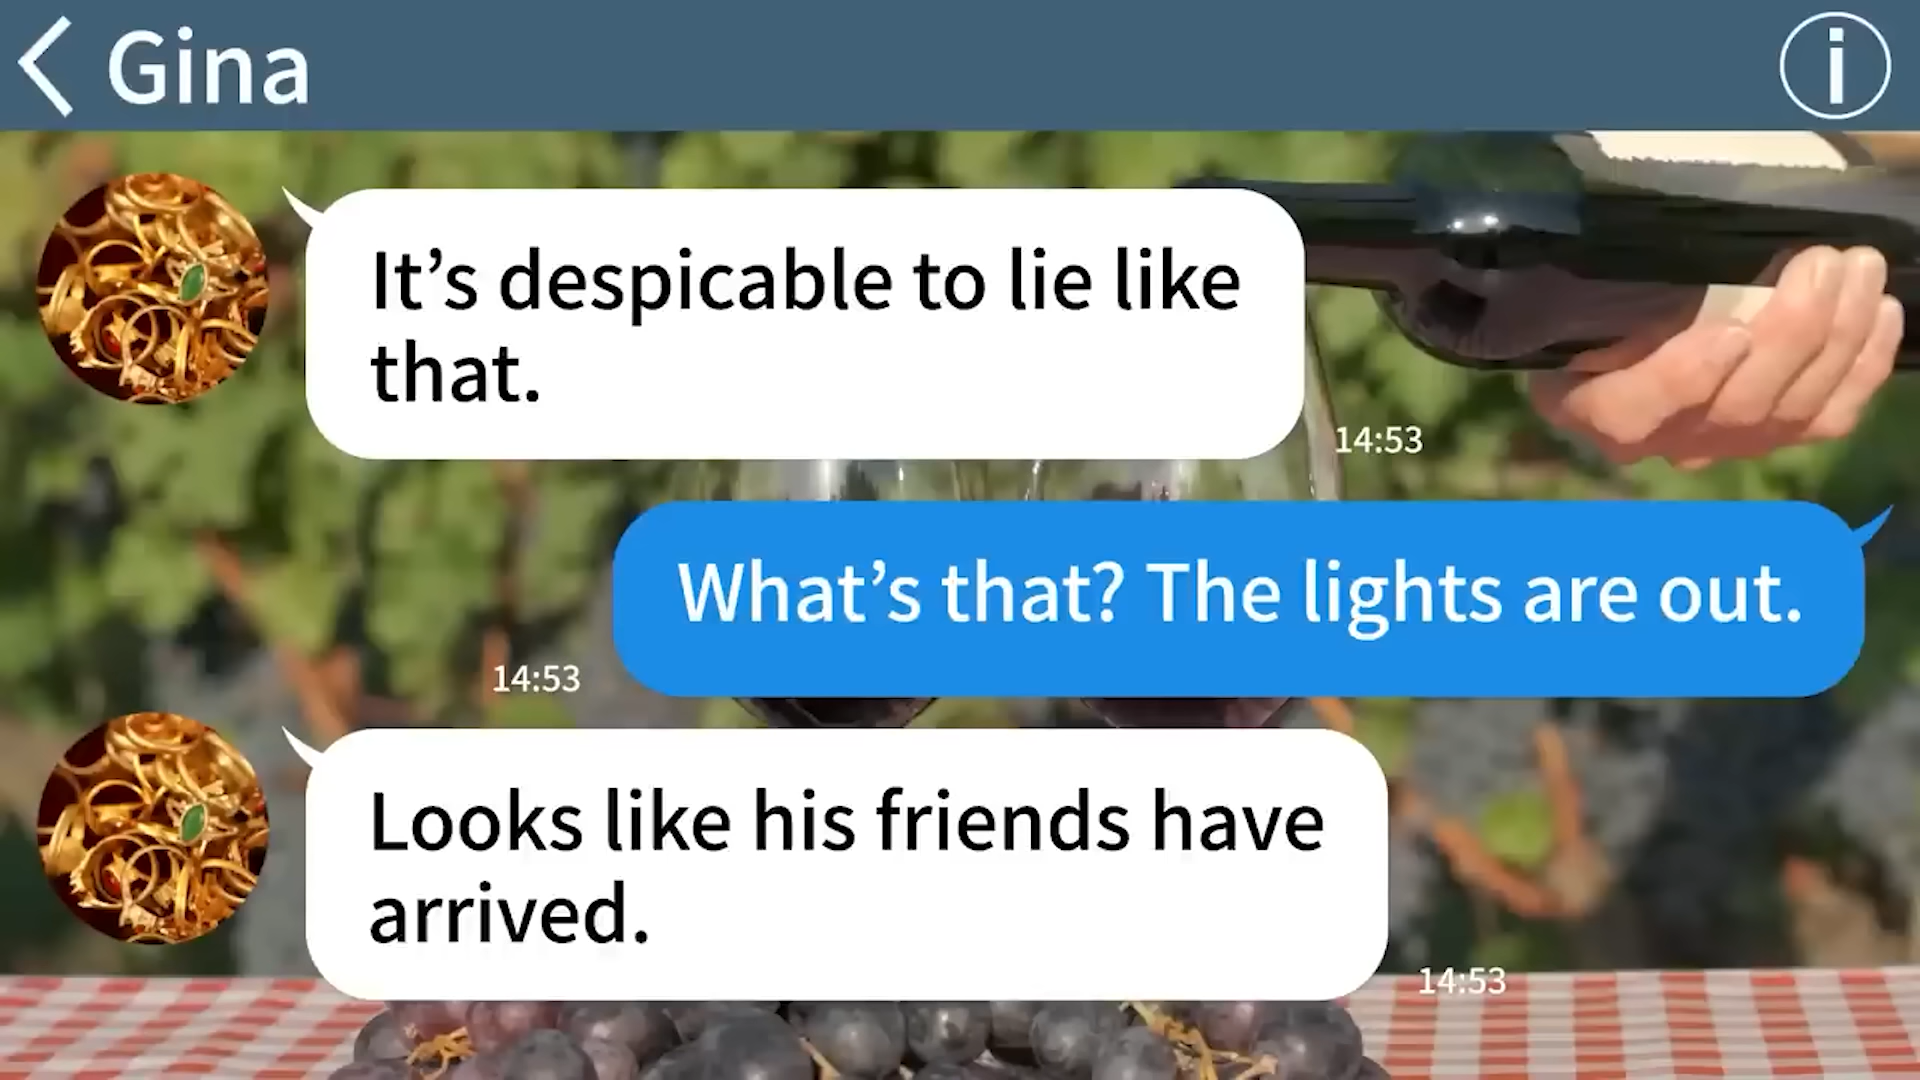 Gina
It’s despicable to lie like
that.
14:53
What’s that? The lights are out.
14:53
Looks like his friends have
arrived.
14:53